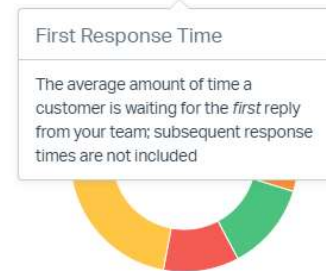 First Response Time
The average amount of time a
customer is waiting for the first reply
from your team; subsequent response
times are not included